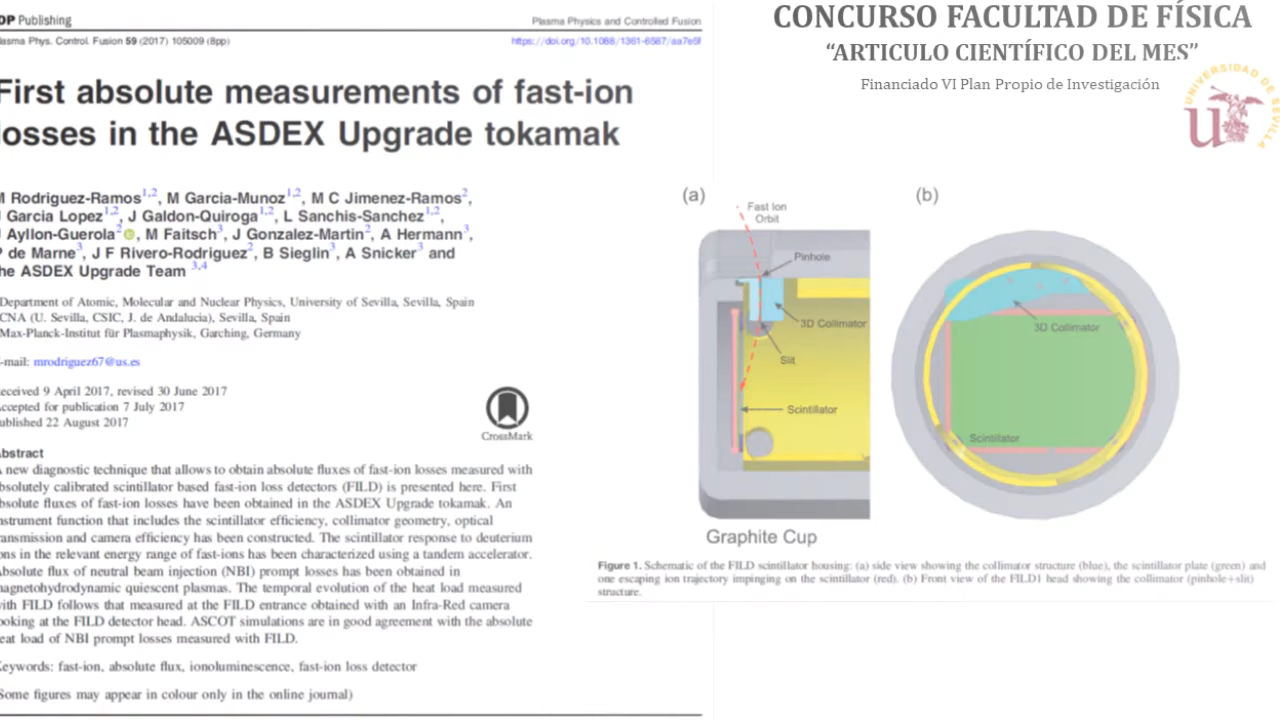 OP Publishing
Plasma Physics and Controlled Fusion
asma Phys. Control. Fusion 59 (2017) 105009 (8pp)
https://doi.org/10.1088/1361-6587/aa7e5f
First absolute measurements of fast-ion
losses in the ASDEX Upgrade tokamak
M Rodriguez-Ramos1,2, M Garcia-Munoz1,2, M C Jimenez-Ramos2,
J Garcia Lopez1,2, J Galdon-Quiroga1,2, L Sanchis-Sanchez1,2,
J Ayllon-Guerola2, M Faitsch3, J Gonzalez-Martin2, A Hermann3,
P de Marne3, J F Rivero-Rodriguez2, B Sieglin3, A Snicker3 and
he ASDEX Upgrade Team 3,4
Department of Atomic, Molecular and Nuclear Physics, University of Sevilla, Sevilla, Spain
CNA (U. Sevilla, CSIC, J. de Andalucia), Sevilla, Spain
Max-Planck-Institut für Plasmaphysik, Garching, Germany
E-mail: mrodriguez67@us.es
eceived 9 April 2017, revised 30 June 2017
Accepted for publication 7 July 2017
ublished 22 August 2017
CrossMark
Abstract
A new diagnostic technique that allows to obtain absolute fluxes of fast-ion losses measured with
bsolutely calibrated scintillator based fast-ion loss detectors (FILD) is presented here. First
bsolute fluxes of fast-ion losses have been obtained in the ASDEX Upgrade tokamak. An
nstrument function that includes the scintillator efficiency, collimator geometry, optical
ansmission and camera efficiency has been constructed. The scintillator response to deuterium
ons in the relevant energy range of fast-ions has been characterized using a tandem accelerator.
Absolute flux of neutral beam injection (NBI) prompt losses has been obtained in
nagnetohydrodynamic quiescent plasmas. The temporal evolution of the heat load measured
with FILD follows that measured at the FILD entrance obtained with an Infra-Red camera
ooking at the FILD detector head. ASCOT simulations are in good agreement with the absolute
eat load of NBI prompt losses measured with FILD.
Keywords: fast-ion, absolute flux, ionoluminescence, fast-ion loss detector
(Some figures may appear in colour only in the online journal)
CONCURSO FACULTAD DE FÍSICA
“ARTICULO CIENTÍFICO DEL MES”
Financiado VI Plan Propio de Investigación
UNIVERSIDAD DE SEVILLA
(a)
(b)
Fast Ion
Orbit
Pinhole
3D Collimator
Slit
Scintillator
3D Collimator
Scintillator
Graphite Cup
Figure 1. Schematic of the FILD scintillator housing: (a) side view showing the collimator structure (blue), the scintillator plate (green) and
one escaping ion trajectory impinging on the scintillator (red). (b) Front view of the FILD1 head showing the collimator (pinhole+slit)
structure.